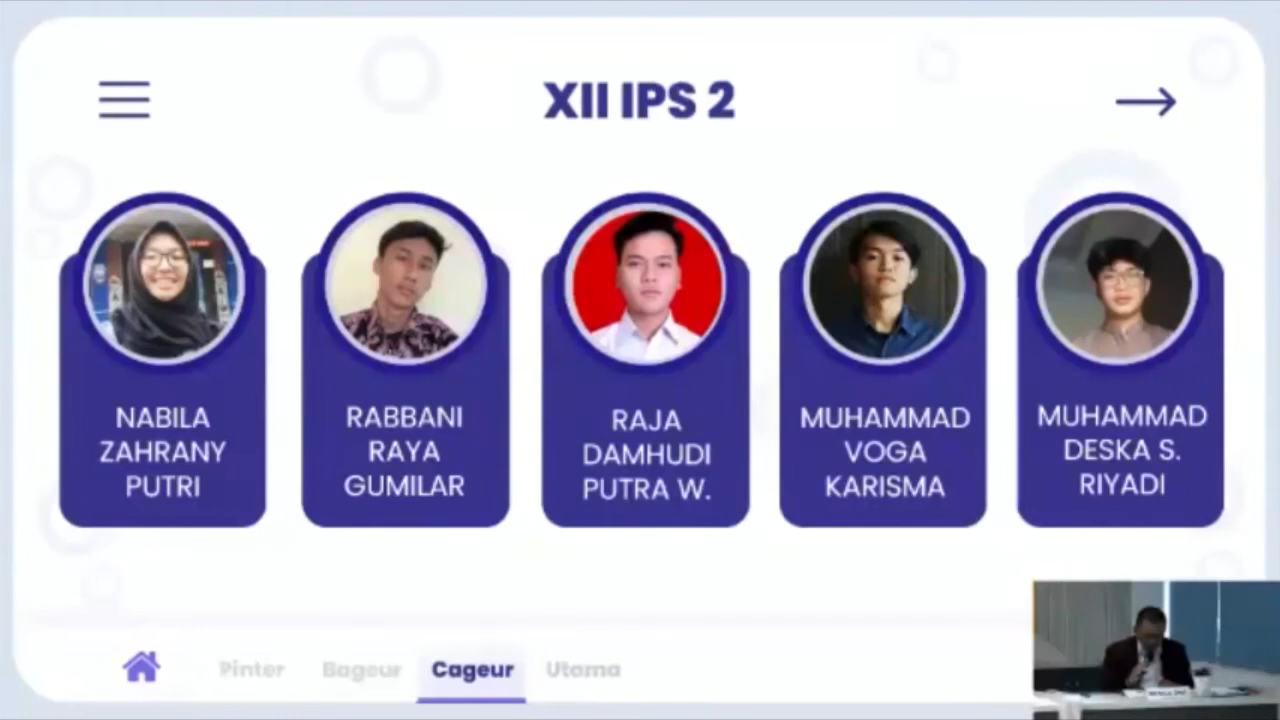 XII IPS 2
NABILA
ZAHRANY
PUTRI
RABBANI
RAYA
GUMILAR
RAJA
DAMHUDI
PUTRA W.
MUHAMMAD
VOGA
KARISMA
MUHAMMAD
DESKA S.
RIYADI
Pinter
Bageur
Cageur
Utama